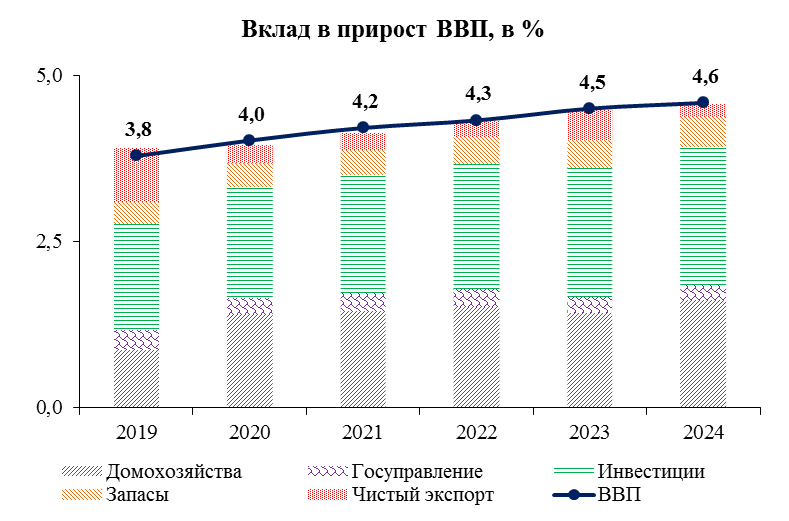 Вклад в прирост ВВП, в %
5,0
2,5
0,0
3,8
4,0
4,2
4,3
4,5
4,6
2019 2020 2021 2022 2023 2024
Домохозяйства Госуправление Инвестиции
Запасы Чистый экспорт ВВП